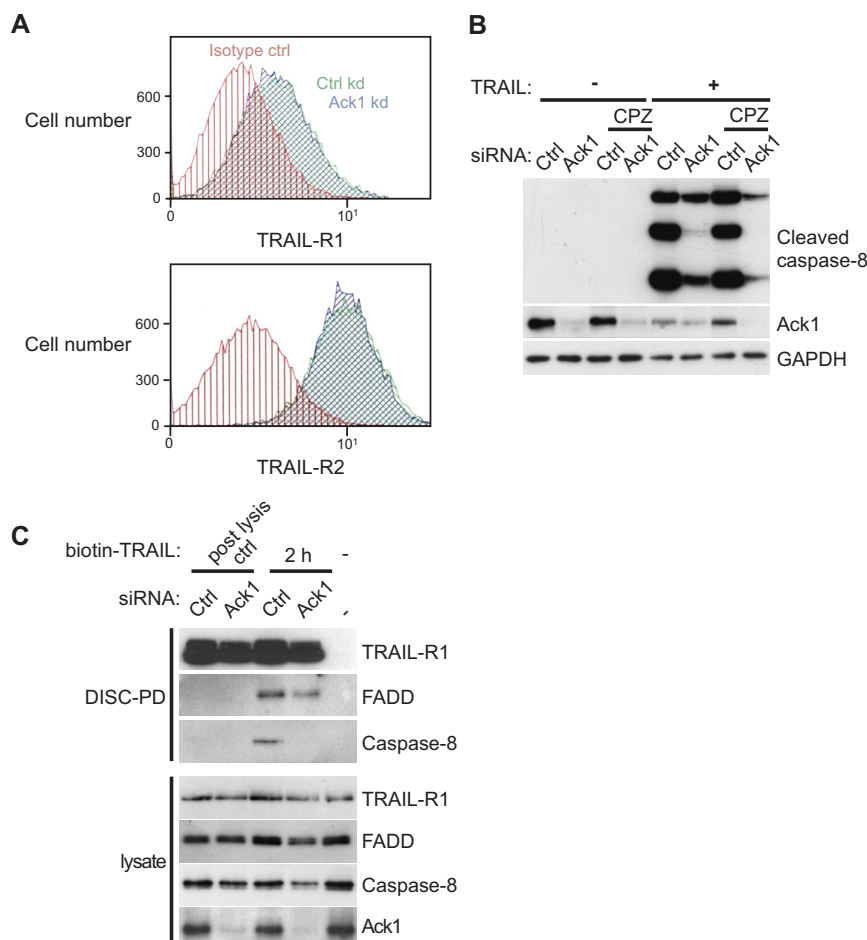 A
Isotype ctrl
Ctrl kd
Ack1 kd
Cell number
600
300
0
0
10¹
TRAIL-R1
Cell number
600
300
0
0
10¹
TRAIL-R2
B
TRAIL: - +
CPZ CPZ
siRNA: Ctrl Ack1 Ctrl Ack1 Ctrl Ack1 Ctrl Ack1
Cleaved
caspase-8
Ack1
GAPDH
C
biotin-TRAIL: post lysis ctrl 2 h -
siRNA: Ctrl Ack1 Ctrl Ack1 -
DISC-PD
TRAIL-R1
FADD
Caspase-8
lysate
TRAIL-R1
FADD
Caspase-8
Ack1